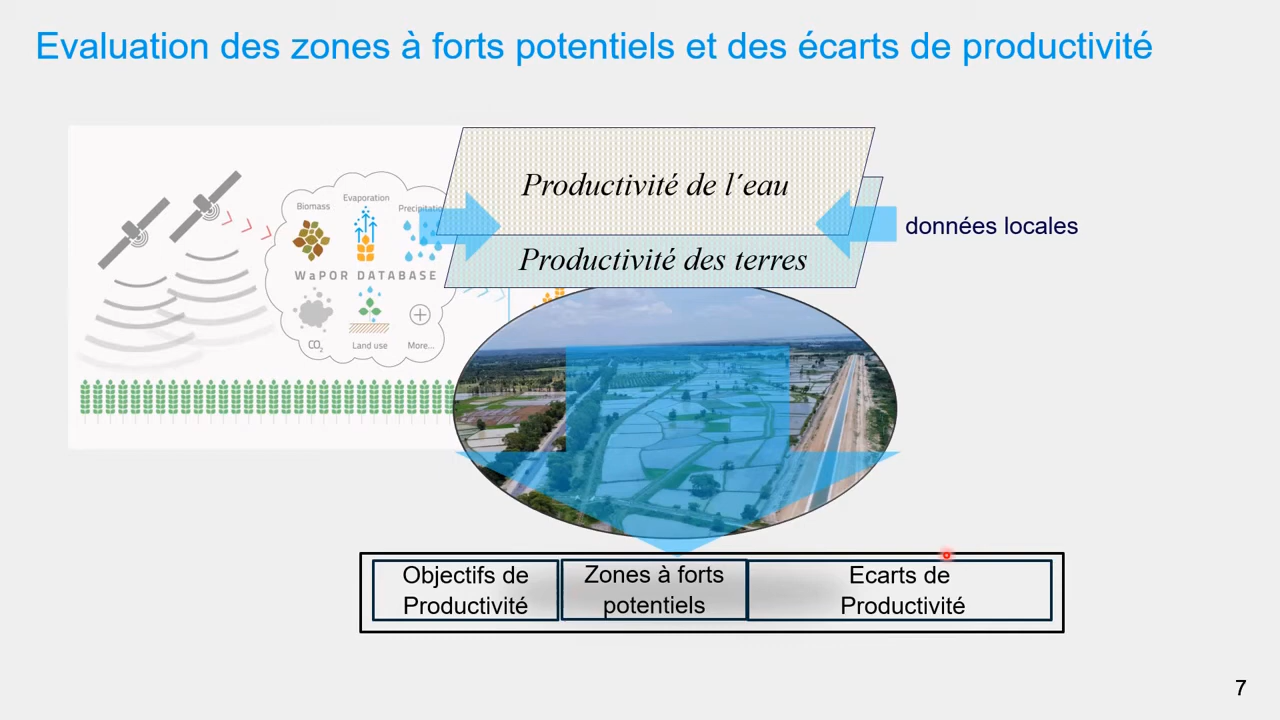 Evaluation des zones à forts potentiels et des écarts de productivité
Biomass
Evaporation
Precipitation
WaPOR DATABASE
CO2
Land use
More...
Productivité de l´eau
Productivité des terres
données locales
Objectifs de
Productivité
Zones à forts
potentiels
Ecarts de
Productivité
7